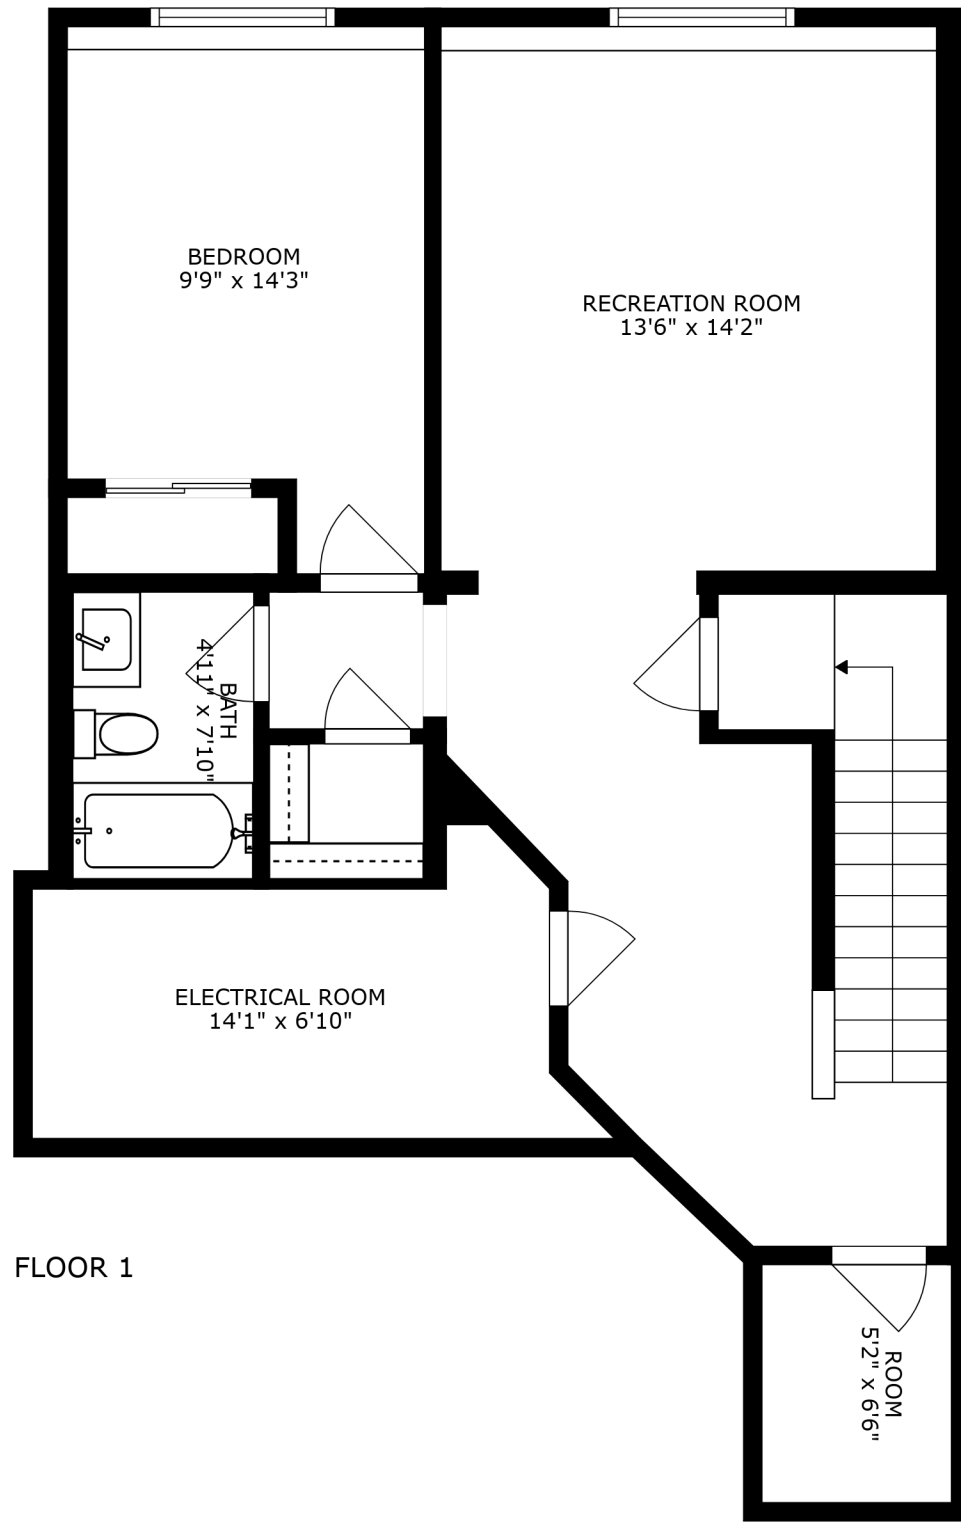 BEDROOM
9'9" x 14'3"
RECREATION ROOM
13'6" x 14'2"
BATH
4'11" x 7'10"
ELECTRICAL ROOM
14'1" x 6'10"
FLOOR 1
ROOM
5'2" x 6'6"